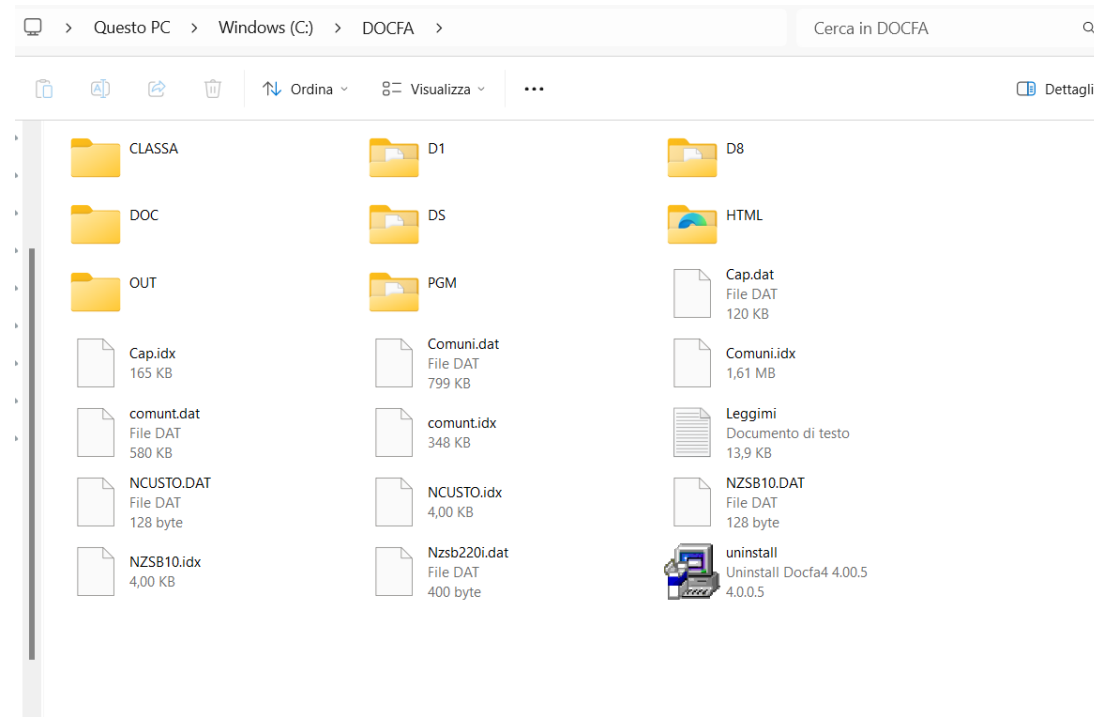 Questo PC > Windows (C:) > DOCFA >
Cerca in DOCFA
Ordina
Visualizza
Dettagli
CLASSA
D1
D8
DOC
DS
HTML
OUT
PGM
Cap.dat
File DAT
120 KB
Cap.idx
165 KB
Comuni.dat
File DAT
799 KB
Comuni.idx
1,61 MB
comunt.dat
File DAT
580 KB
comunt.idx
348 KB
Leggimi
Documento di testo
13,9 KB
NCUSTO.DAT
File DAT
128 byte
NCUSTO.idx
4,00 KB
NZSB10.DAT
File DAT
128 byte
NZSB10.idx
4,00 KB
Nzsb220i.dat
File DAT
400 byte
uninstall
Uninstall Docfa4 4.00.5
4.0.0.5